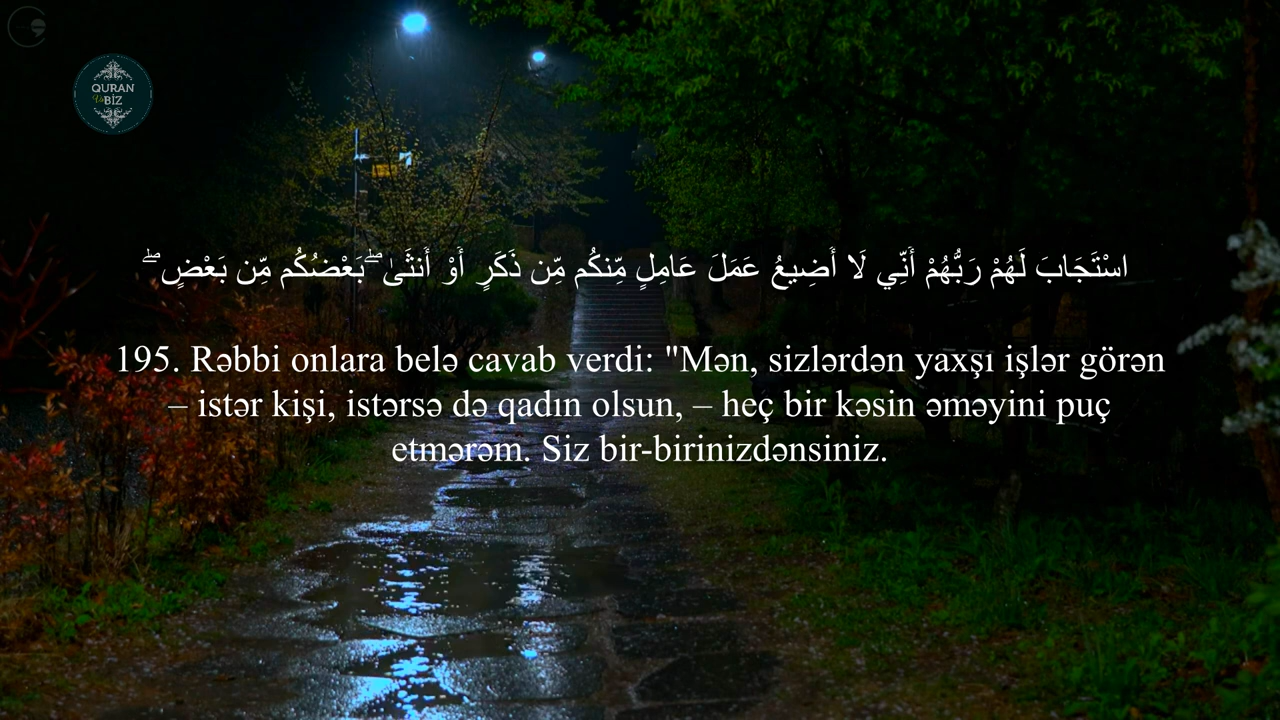 QURAN
Və BİZ
اسْتَجَابَ لَهُمْ رَبُّهُمْ أَنِّي لَا أُضِيعُ عَمَلَ عَامِلٍ مِّنكُم مِّن ذَكَرٍ أَوْ أُنثَىٰ ۖ بَعْضُكُم مِّن بَعْضٍ ۖ
195. Rəbbi onlara belə cavab verdi: "Mən, sizlərdən yaxşı işlər görən
– istər kişi, istərsə də qadın olsun, – heç bir kəsin əməyini puç
etmərəm. Siz bir-birinizdənsiniz.